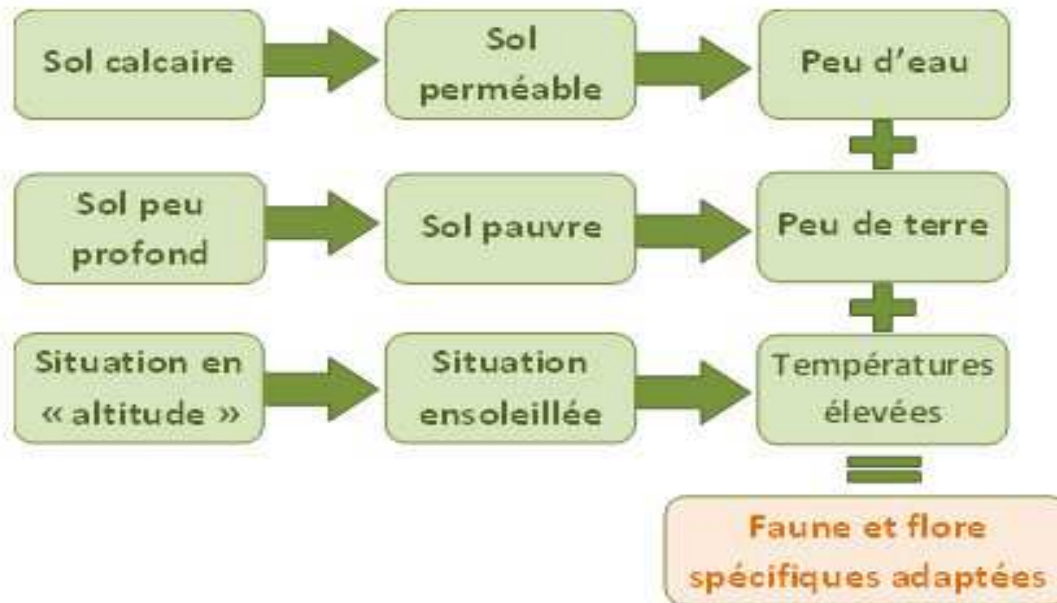 Sol calcaire
Sol
perméable
Peu d'eau
+
Sol peu
profond
Sol pauvre
Peu de terre
+
Situation en
« altitude »
Situation
ensoleillée
Températures
élevées
=
Faune et flore
spécifiques adaptées